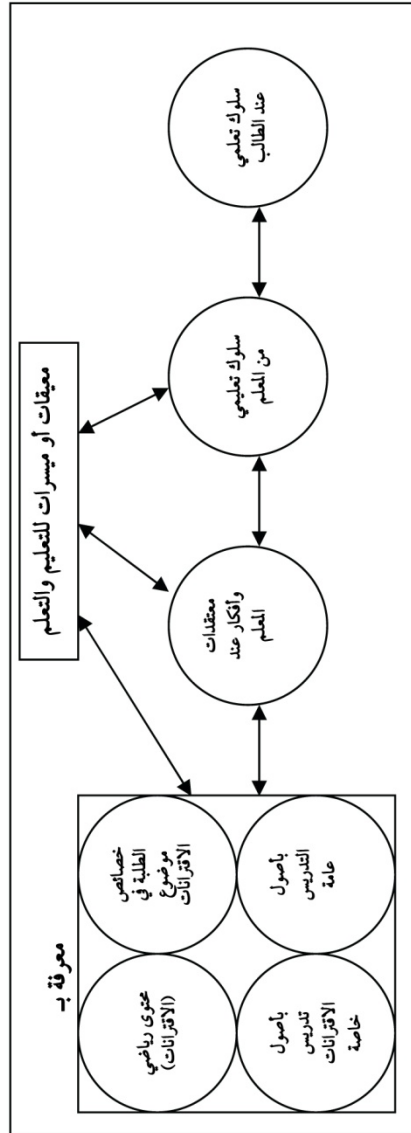 معرفة بـ
معيقات أو ميسرات للتعليم والتعلم
خصائص
الطلبة في
موضوع
الاقترانات
محتوى رياضي
(الاقترانات)
بأصول
التدريس
عامة
بأصول
تدريس
الاقترانات
خاصة
معتقدات
وأفكار عند
المعلم
سلوك تعليمي
من المعلم
سلوك تعلمي
عند الطالب